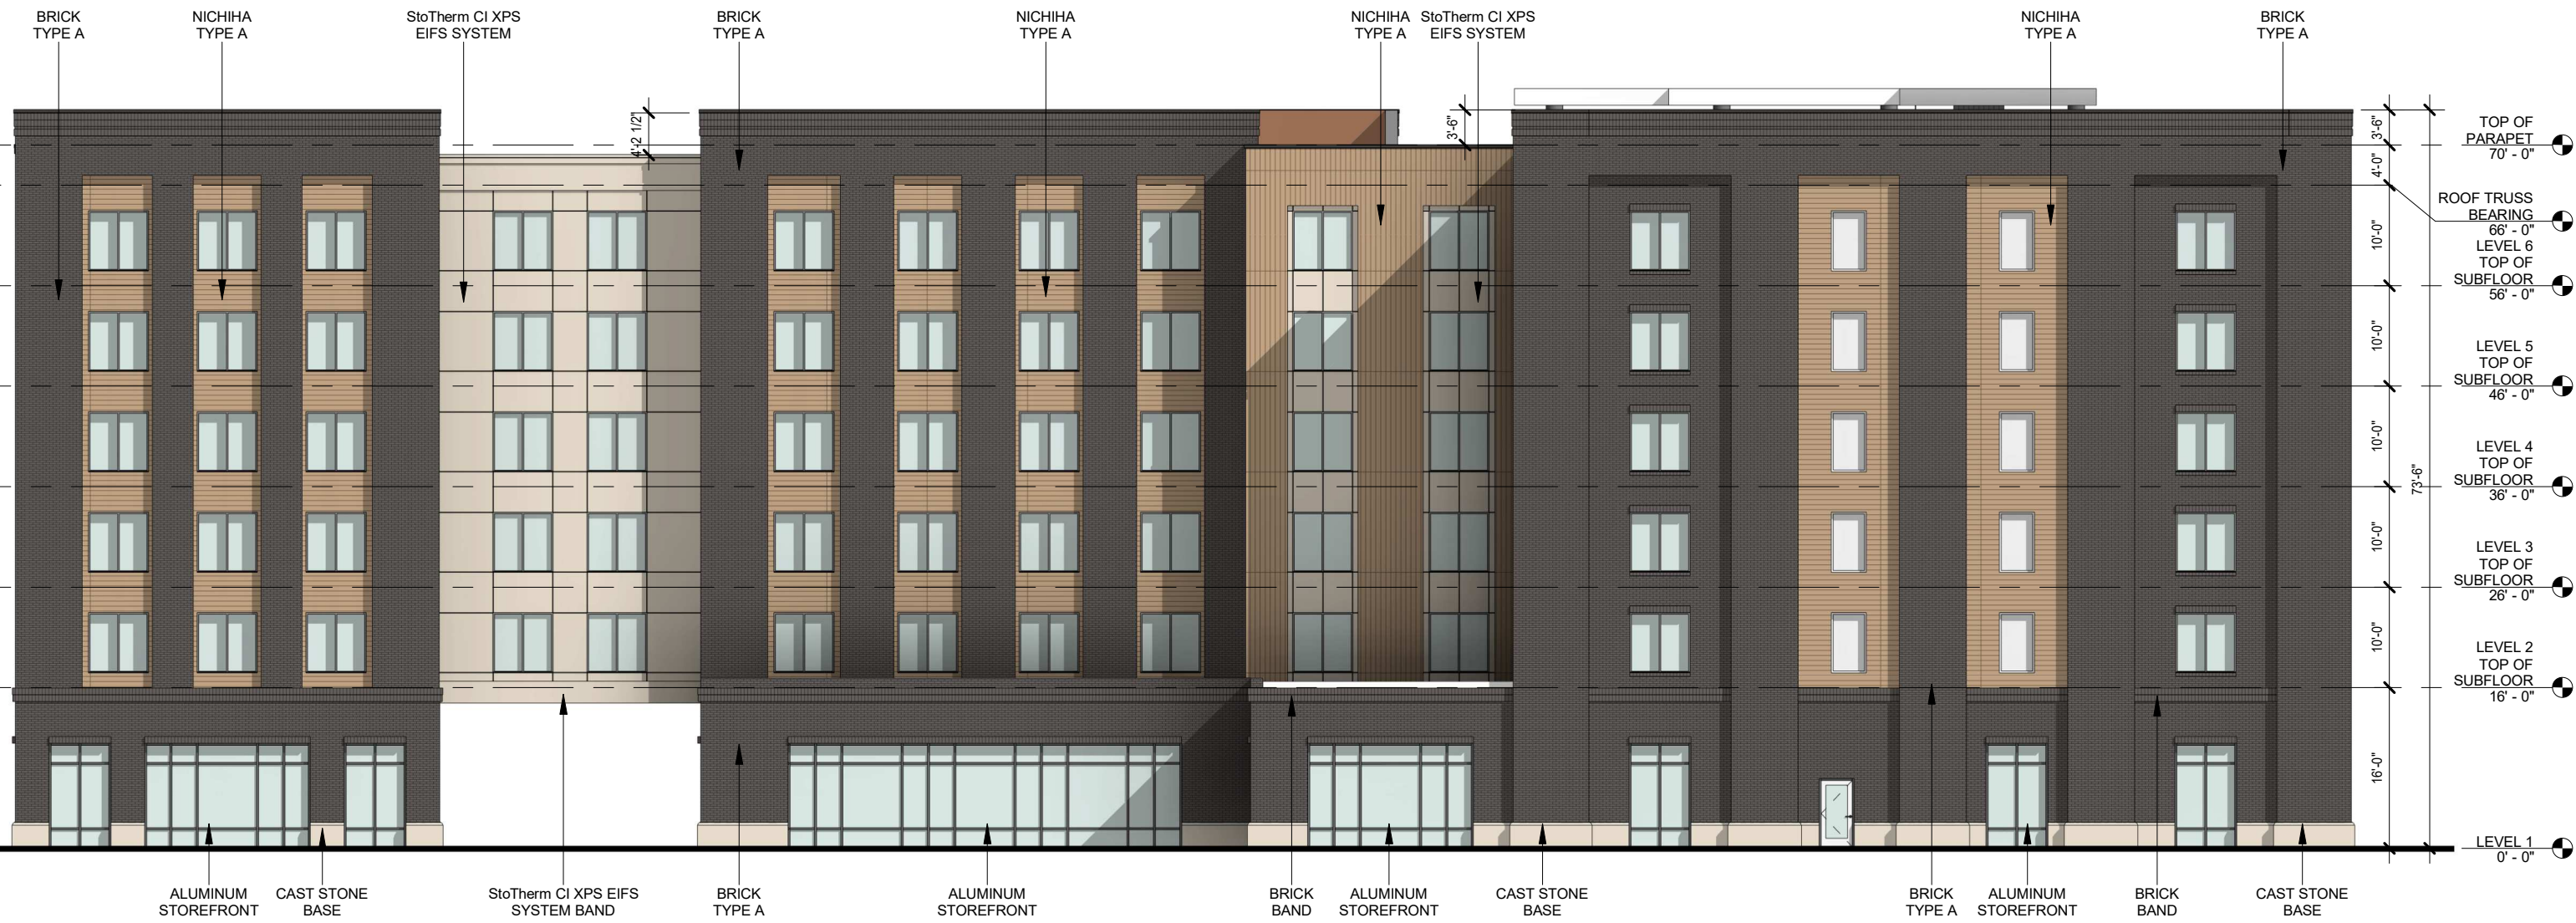 BRICK
TYPE A
NICHIHA
TYPE A
StoTherm CI XPS
EIFS SYSTEM
BRICK
TYPE A
NICHIHA
TYPE A
NICHIHA
TYPE A
StoTherm CI XPS
EIFS SYSTEM
NICHIHA
TYPE A
BRICK
TYPE A
4'-2 1/2"
3'-6"
3'-6"
4'-0"
10'-0"
10'-0"
10'-0"
10'-0"
10'-0"
16'-0"
73'-6"
TOP OF
PARAPET
70' - 0"
ROOF TRUSS
BEARING
66' - 0"
LEVEL 6
TOP OF
SUBFLOOR
56' - 0"
LEVEL 5
TOP OF
SUBFLOOR
46' - 0"
LEVEL 4
TOP OF
SUBFLOOR
36' - 0"
LEVEL 3
TOP OF
SUBFLOOR
26' - 0"
LEVEL 2
TOP OF
SUBFLOOR
16' - 0"
LEVEL 1
0' - 0"
ALUMINUM
STOREFRONT
CAST STONE
BASE
StoTherm CI XPS EIFS
SYSTEM BAND
BRICK
TYPE A
ALUMINUM
STOREFRONT
BRICK
BAND
ALUMINUM
STOREFRONT
CAST STONE
BASE
BRICK
TYPE A
ALUMINUM
STOREFRONT
BRICK
BAND
CAST STONE
BASE